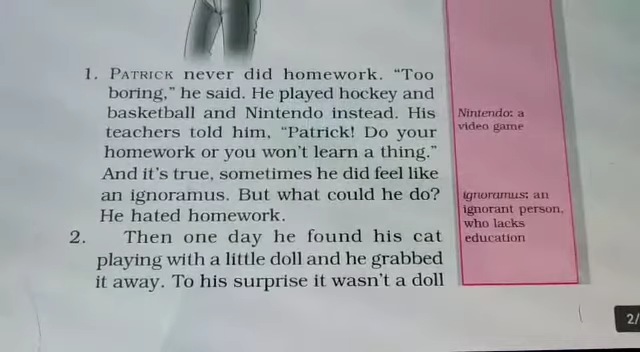 1. PATRICK never did homework. “Too
boring,” he said. He played hockey and
basketball and Nintendo instead. His
teachers told him, “Patrick! Do your
homework or you won’t learn a thing.”
And it’s true, sometimes he did feel like
an ignoramus. But what could he do?
He hated homework.
2. Then one day he found his cat
playing with a little doll and he grabbed
it away. To his surprise it wasn’t a doll
Nintendo: a
video game
ignoramus: an
ignorant person,
who lacks
education
2/